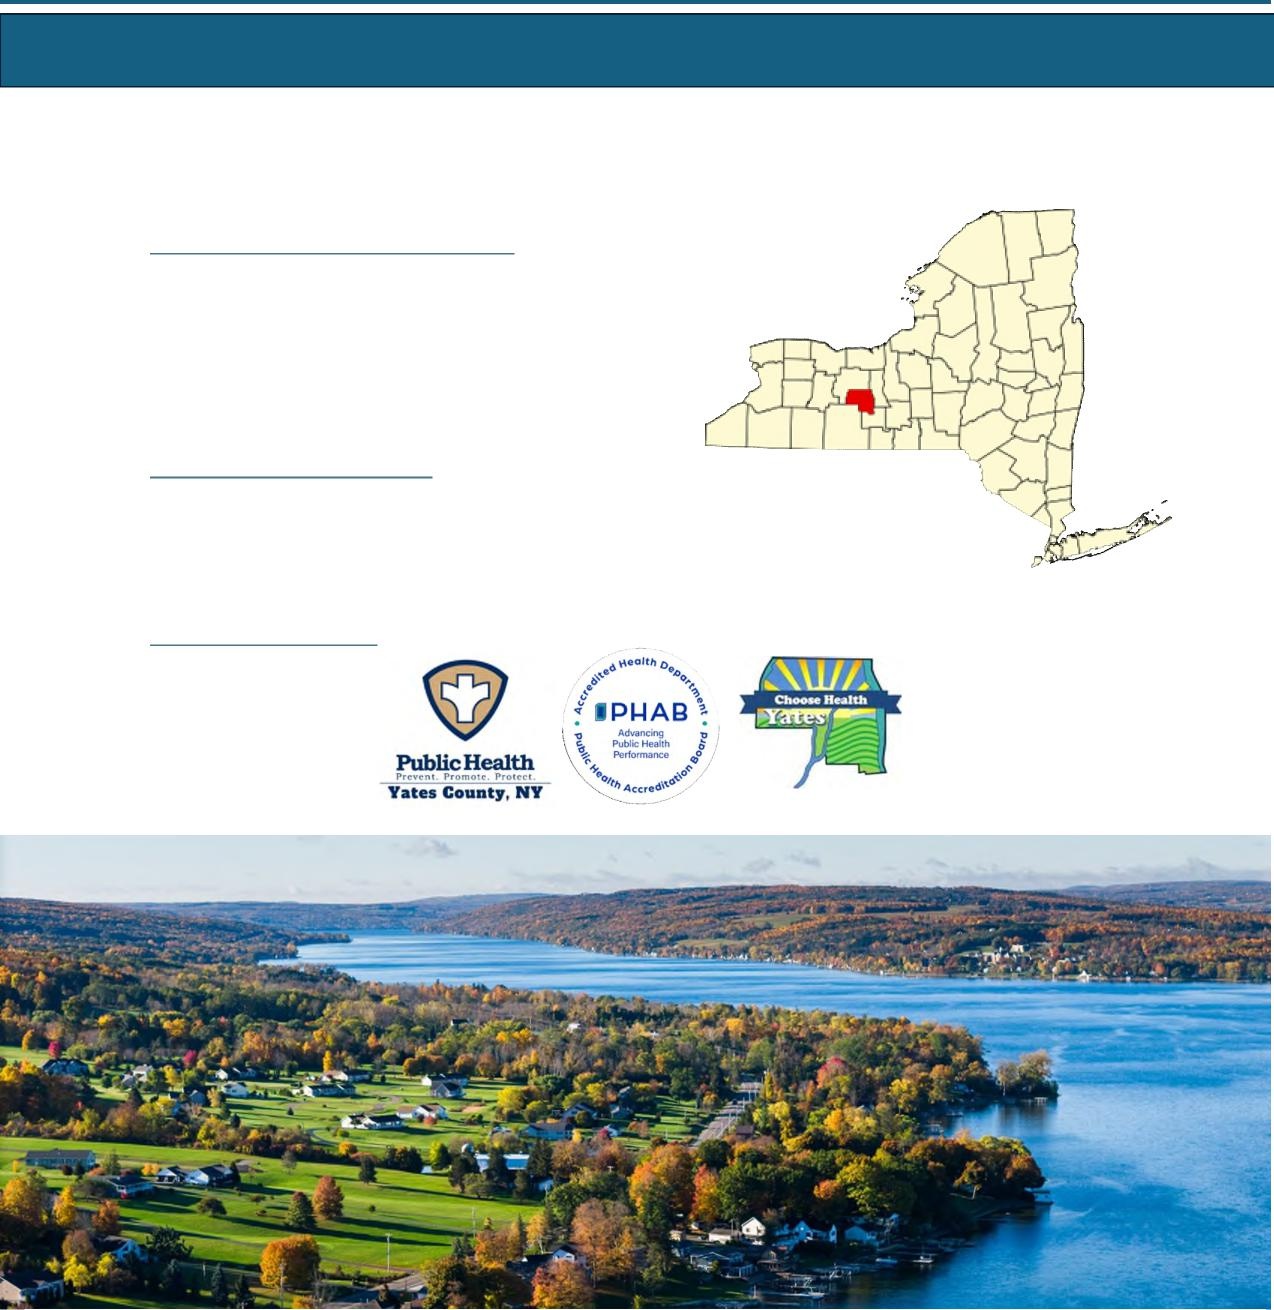 Public Health
Prevent. Promote. Protect.
Yates County, NY
Accredited Health Department
PHAB
Advancing
Public Health
Performance
Public Health Accreditation Board
Choose Health
Yates